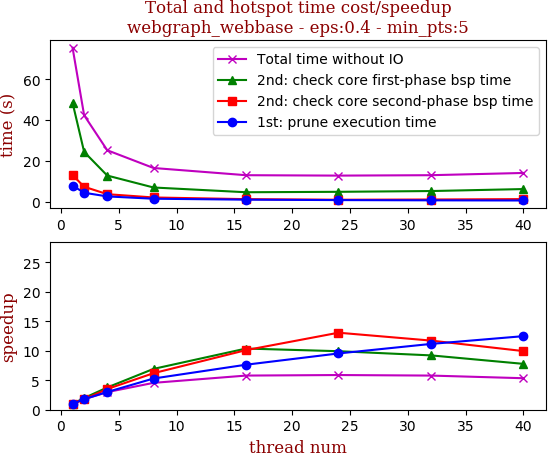 Total and hotspot time cost/speedup
webgraph_webbase - eps:0.4 - min_pts:5
time (s)
60
40
20
0
Total time without IO
2nd: check core first-phase bsp time
2nd: check core second-phase bsp time
1st: prune execution time
0 5 10 15 20 25 30 35 40
speedup
25
20
15
10
5
0
0 5 10 15 20 25 30 35 40
thread num